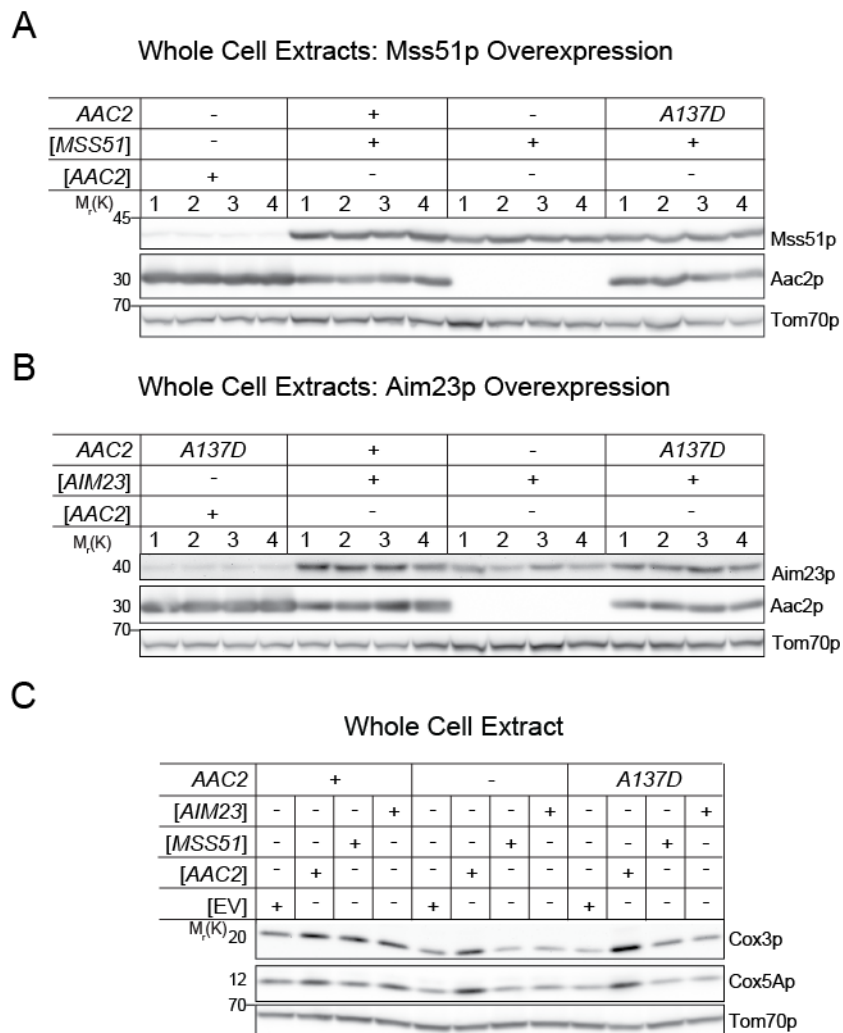 A
Whole Cell Extracts: Mss51p Overexpression
AAC2 - + - A137D
[MSS51] - + + +
[AAC2] + - - -
Mr(K) 1 2 3 4 1 2 3 4 1 2 3 4 1 2 3 4
45
Mss51p
30 Aac2p
70
Tom70p
B
Whole Cell Extracts: Aim23p Overexpression
AAC2 A137D + - A137D
[AIM23] - + + +
[AAC2] + - - -
Mr(K) 1 2 3 4 1 2 3 4 1 2 3 4 1 2 3 4
40 Aim23p
30 Aac2p
70
Tom70p
C
Whole Cell Extract
AAC2 + - A137D
[AIM23] - - - + - - - + - - - +
[MSS51] - - + - - - + - - - + -
[AAC2] - + - - - + - - - + - -
[EV] + - - - + - - - + - - -
Mr(K) 20 Cox3p
12 Cox5Ap
70
Tom70p